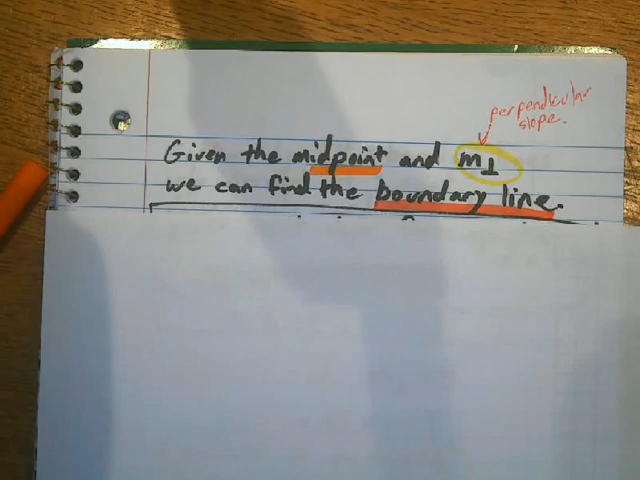 perpendicular
slope.
Given the midpoint and m⊥
we can find the boundary line.